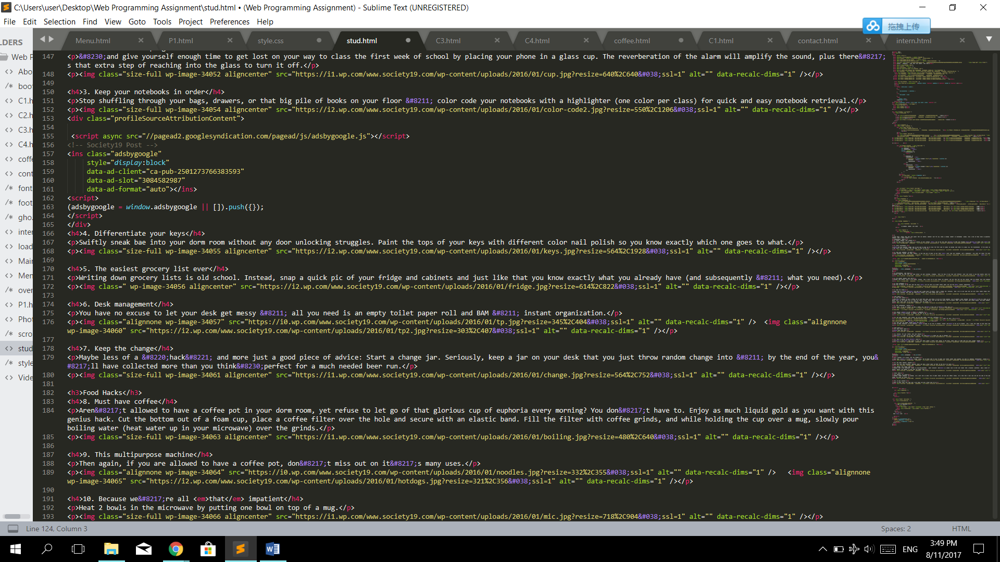 C:\Users\user\Desktop\Web Programming Assignment\stud.html • (Web Programming Assignment) - Sublime Text (UNREGISTERED)
File Edit Selection Find View Goto Tools Project Preferences Help
拖拽上传
LDERS
Menu.html P1.html style.css stud.html C3.html C4.html coffee.html C1.html contact.html intern.html
Web P
<> Abo
/* boot
<> C1.h
<> C2.h
<> C3.h
<> C4.h
<> coffe
<> cont
/* font
/* foot
/* gho
<> inter
<> load
<> Mai
<> Men
/* over
<> P1.h
<> Phot
/* scro
<> stud
/* style
<> Vide
147 <p>&#8230;and give yourself enough time to get lost on your way to class the first week of school by placing your phone in a glass cup. The reverberation of the alarm will amplify the sound, plus there&#8217;
s that extra step of reaching into the glass to turn it off.</p>
148 <p><img class="size-full wp-image-34052 aligncenter" src="https://i1.wp.com/www.society19.com/wp-content/uploads/2016/01/cup.jpg?resize=640%2C640&#038;ssl=1" alt="" data-recalc-dims="1" /></p>
149
150 <h4>3. Keep your notebooks in order</h4>
151 <p>Stop shuffling through your bags, drawers, or that big pile of books on your floor &#8211; color code your notebooks with a highlighter (one color per class) for quick and easy notebook retrieval.</p>
152 <p><img class="size-full wp-image-34054 aligncenter" src="https://i2.wp.com/www.society19.com/wp-content/uploads/2016/01/color-code2.jpg?resize=550%2C1206&#038;ssl=1" alt="" data-recalc-dims="1" /></p>
153 <div class="profileSourceAttributionContent">
154
155 <script async src="//pagead2.googlesyndication.com/pagead/js/adsbygoogle.js"></script>
156 <!-- Society19 Post -->
157 <ins class="adsbygoogle"
158 style="display:block"
159 data-ad-client="ca-pub-2501273766383593"
160 data-ad-slot="3084582987"
161 data-ad-format="auto"></ins>
162 <script>
163 (adsbygoogle = window.adsbygoogle || []).push({});
164 </script>
165 </div>
166 <h4>4. Differentiate your keys</h4>
167 <p>Swiftly sneak bae into your dorm room without any door unlocking struggles. Paint the tops of your keys with different color nail polish so you know exactly which one goes to what.</p>
168 <p><img class="size-full wp-image-34055 aligncenter" src="https://i2.wp.com/www.society19.com/wp-content/uploads/2016/01/keys.jpg?resize=564%2C1928&#038;ssl=1" alt="" data-recalc-dims="1" /></p>
169
170 <h4>5. The easiest grocery list ever</h4>
171 <p>Writing down grocery lists is old school. Instead, snap a quick pic of your fridge and cabinets and just like that you know exactly what you already have (and subsequently &#8211; what you need).</p>
172 <p><img class=" wp-image-34056 aligncenter" src="https://i2.wp.com/www.society19.com/wp-content/uploads/2016/01/fridge.jpg?resize=614%2C822&#038;ssl=1" alt="" data-recalc-dims="1" /></p>
173
174 <h4>6. Desk management</h4>
175 <p>You have no excuse to let your desk get messy &#8211; all you need is an empty toilet paper roll and BAM &#8211; instant organization.</p>
176 <p><img class="alignnone wp-image-34057" src="https://i0.wp.com/www.society19.com/wp-content/uploads/2016/01/tp.jpg?resize=345%2C404&#038;ssl=1" alt="" data-recalc-dims="1" /> <img class="alignnone
wp-image-34060" src="https://i2.wp.com/www.society19.com/wp-content/uploads/2016/01/tp2.jpg?resize=303%2C407&#038;ssl=1" alt="" data-recalc-dims="1" /></p>
177
178 <h4>7. Keep the change</h4>
179 <p>Maybe less of a &#8220;hack&#8221; and more just a good piece of advice: Start a change jar. Seriously, keep a jar on your desk that you just throw random change into &#8211; by the end of the year, you&
#8217;ll have collected more than you think&#8230;perfect for a much needed beer run.</p>
180 <p><img class="size-full wp-image-34061 aligncenter" src="https://i1.wp.com/www.society19.com/wp-content/uploads/2016/01/change.jpg?resize=564%2C752&#038;ssl=1" alt="" data-recalc-dims="1" /></p>
181
182 <h3>Food Hacks</h3>
183 <h4>8. Must have coffee</h4>
184 <p>Aren&#8217;t allowed to have a coffee pot in your dorm room, yet refuse to let go of that glorious cup of euphoria every morning? You don&#8217;t have to. Enjoy as much liquid gold as you want with this
genius hack. Cut the bottom out of a foam cup, place a coffee filter over the hole and secure with an elastic band. Fill the filter with coffee grinds, and while holding the cup over a mug, slowly pour
boiling water (heat water up in your microwave) over the grinds.</p>
185 <p><img class="size-full wp-image-34063 aligncenter" src="https://i1.wp.com/www.society19.com/wp-content/uploads/2016/01/boiling.jpg?resize=480%2C640&#038;ssl=1" alt="" data-recalc-dims="1" /></p>
186
187 <h4>9. This multipurpose machine</h4>
188 <p>Then again, if you are allowed to have a coffee pot, don&#8217;t miss out on it&#8217;s many uses.</p>
189 <p><img class="alignnone wp-image-34064" src="https://i0.wp.com/www.society19.com/wp-content/uploads/2016/01/noodles.jpg?resize=332%2C355&#038;ssl=1" alt="" data-recalc-dims="1" /> <img class="alignnone
wp-image-34065" src="https://i2.wp.com/www.society19.com/wp-content/uploads/2016/01/hotdogs.jpg?resize=321%2C356&#038;ssl=1" alt="" data-recalc-dims="1" /></p>
190
191 <h4>10. Because we&#8217;re all <em>that</em> impatient</h4>
192 <p>Heat 2 bowls in the microwave by putting one bowl on top of a mug.</p>
193 <p><img class="size-full wp-image-34066 aligncenter" src="https://i1.wp.com/www.society19.com/wp-content/uploads/2016/01/mic.jpg?resize=718%2C904&#038;ssl=1" alt="" data-recalc-dims="1" /></p>
Line 124, Column 3 Spaces: 2 HTML
ENG
3:49 PM
8/11/2017